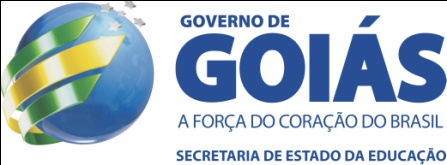 GOVERNO DE
GOIÁS
A FORÇA DO CORAÇÃO DO BRASIL
SECRETARIA DE ESTADO DA EDUCAÇÃO